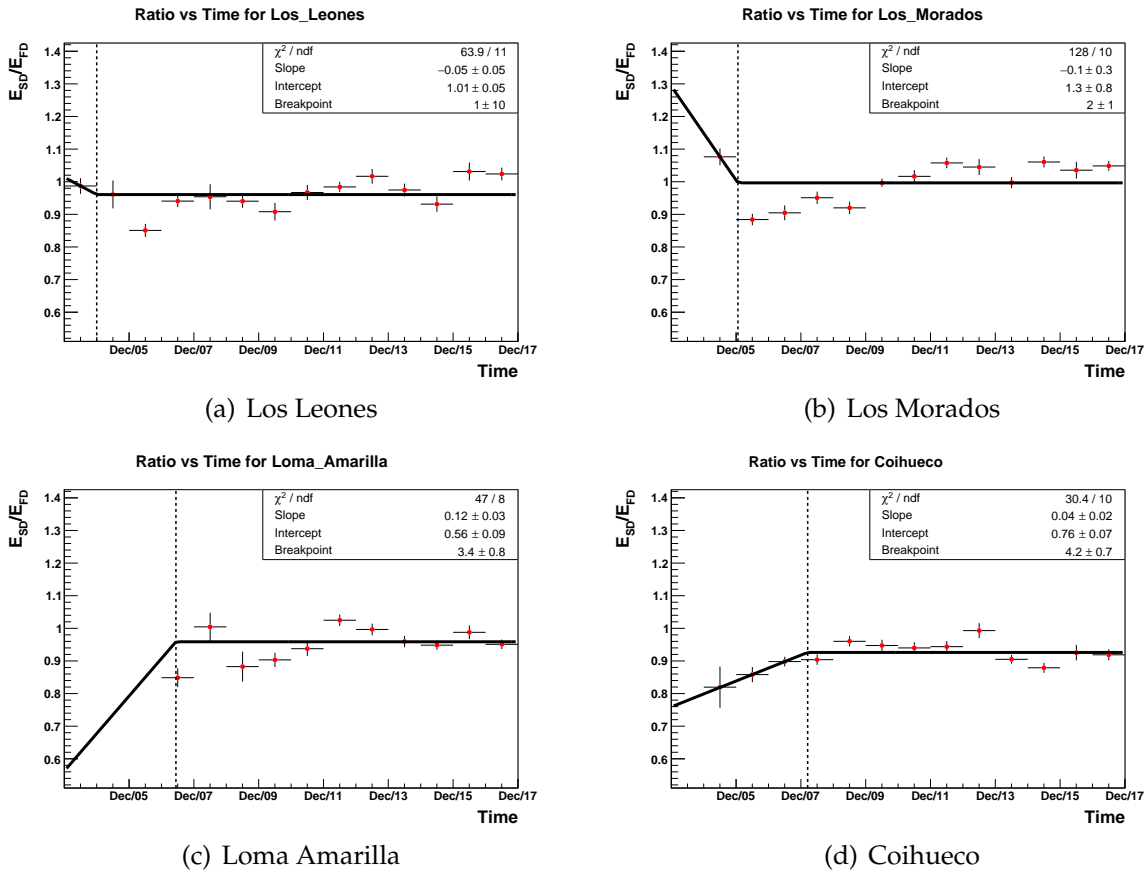 Ratio vs Time for Los_Leones
E_SD/E_FD
1.4
1.3
1.2
1.1
1
0.9
0.8
0.7
0.6
χ² / ndf 63.9 / 11
Slope −0.05 ± 0.05
Intercept 1.01 ± 0.05
Breakpoint 1 ± 10
Dec/05 Dec/07 Dec/09 Dec/11 Dec/13 Dec/15 Dec/17
Time
(a) Los Leones
Ratio vs Time for Los_Morados
E_SD/E_FD
1.4
1.3
1.2
1.1
1
0.9
0.8
0.7
0.6
χ² / ndf 128 / 10
Slope −0.1 ± 0.3
Intercept 1.3 ± 0.8
Breakpoint 2 ± 1
Dec/05 Dec/07 Dec/09 Dec/11 Dec/13 Dec/15 Dec/17
Time
(b) Los Morados
Ratio vs Time for Loma_Amarilla
E_SD/E_FD
1.4
1.3
1.2
1.1
1
0.9
0.8
0.7
0.6
χ² / ndf 47 / 8
Slope 0.12 ± 0.03
Intercept 0.56 ± 0.09
Breakpoint 3.4 ± 0.8
Dec/05 Dec/07 Dec/09 Dec/11 Dec/13 Dec/15 Dec/17
Time
(c) Loma Amarilla
Ratio vs Time for Coihueco
E_SD/E_FD
1.4
1.3
1.2
1.1
1
0.9
0.8
0.7
0.6
χ² / ndf 30.4 / 10
Slope 0.04 ± 0.02
Intercept 0.76 ± 0.07
Breakpoint 4.2 ± 0.7
Dec/05 Dec/07 Dec/09 Dec/11 Dec/13 Dec/15 Dec/17
Time
(d) Coihueco